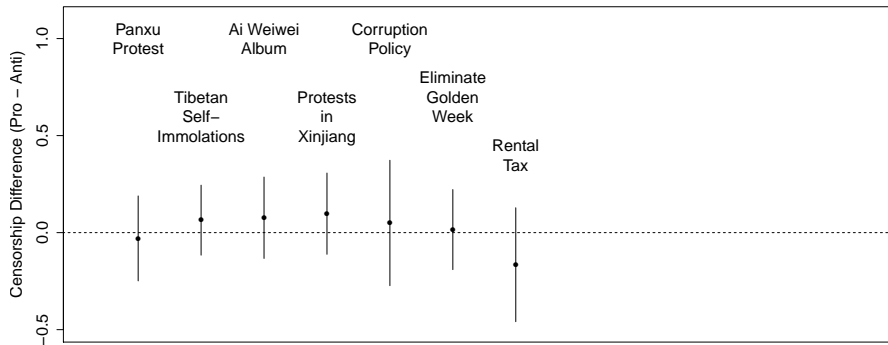 Censorship Difference (Pro − Anti)
1.0
0.5
0.0
−0.5
Panxu
Protest
Tibetan
Self−
Immolations
Ai Weiwei
Album
Protests
in
Xinjiang
Corruption
Policy
Eliminate
Golden
Week
Rental
Tax